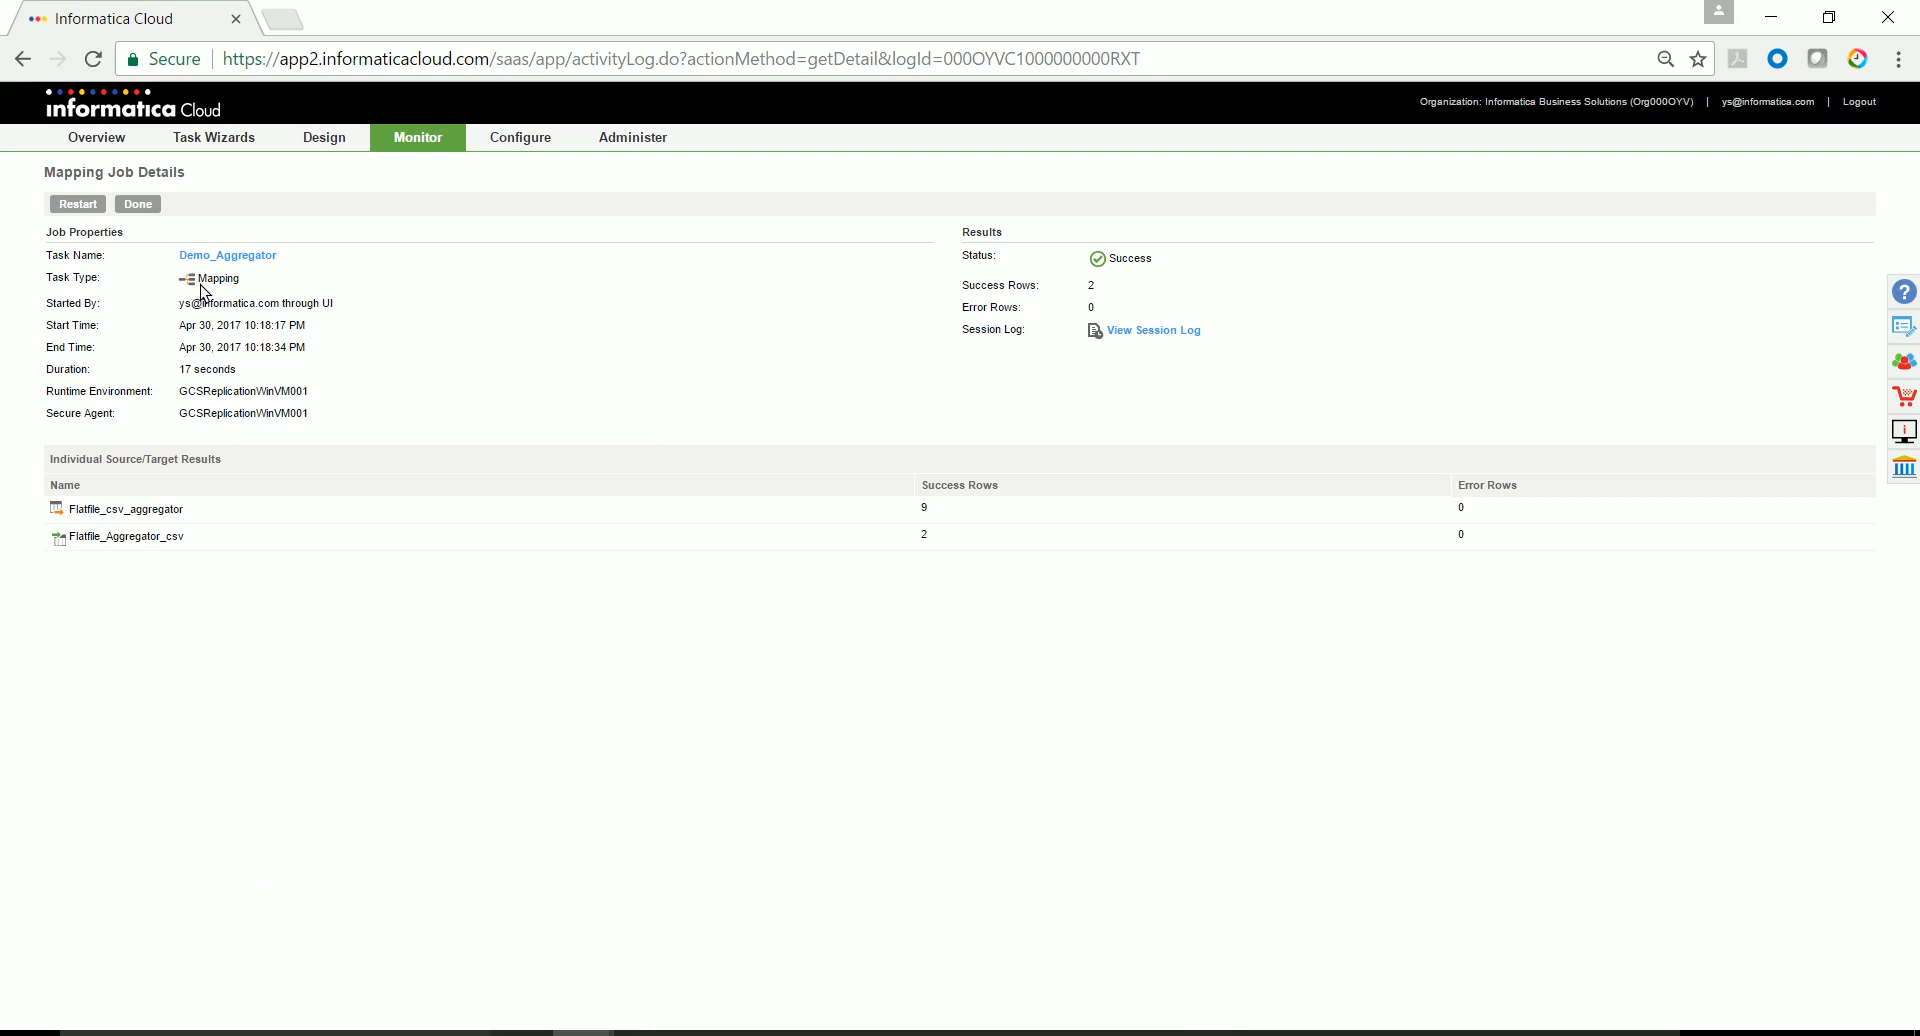 Informatica Cloud
Secure https://app2.informaticacloud.com/saas/app/activityLog.do?actionMethod=getDetail&logId=000OYVC1000000000RXT
informatica Cloud
Organization: Informatica Business Solutions (Org000OYV) | ys@informatica.com | Logout
Overview Task Wizards Design Monitor Configure Administer
Mapping Job Details
Restart Done
Job Properties Results
Task Name: Demo_Aggregator Status: Success
Task Type: Mapping
Success Rows: 2
Started By: ys@informatica.com through UI
Error Rows: 0
Start Time: Apr 30, 2017 10:18:17 PM
Session Log: View Session Log
End Time: Apr 30, 2017 10:18:34 PM
Duration: 17 seconds
Runtime Environment: GCSReplicationWinVM001
Secure Agent: GCSReplicationWinVM001
Individual Source/Target Results
Name Success Rows Error Rows
Flatfile_csv_aggregator 9 0
Flatfile_Aggregator_csv 2 0